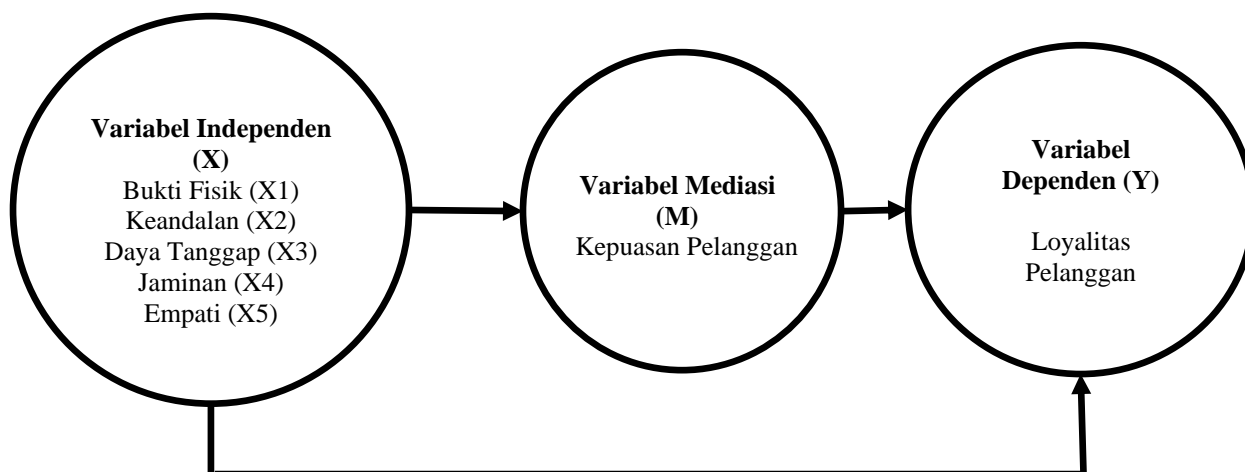 Variabel Independen
(X)
Bukti Fisik (X1)
Keandalan (X2)
Daya Tanggap (X3)
Jaminan (X4)
Empati (X5)
Variabel Mediasi
(M)
Kepuasan Pelanggan
Variabel
Dependen (Y)
Loyalitas
Pelanggan